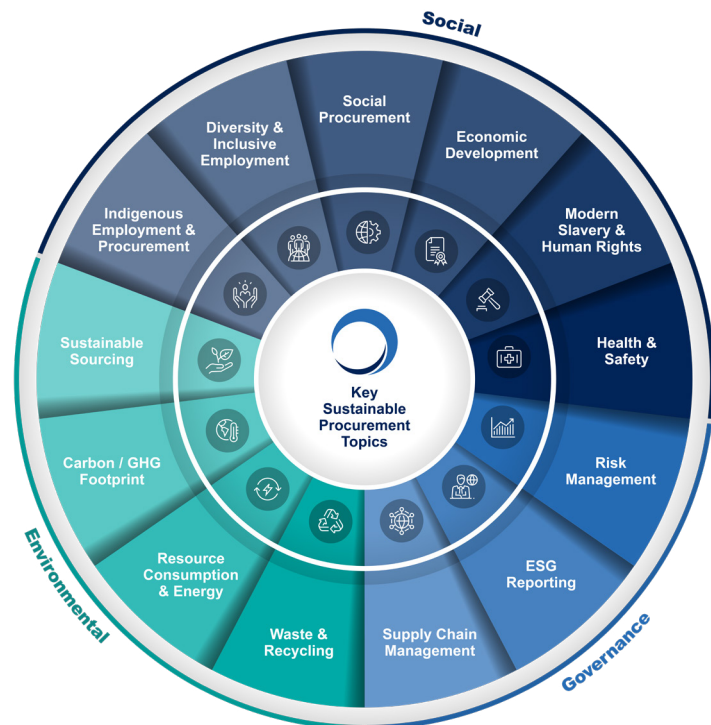 Social
Social
Procurement
Economic
Development
Modern
Slavery &
Human Rights
Health &
Safety
Risk
Management
ESG
Reporting
Supply Chain
Management
Waste &
Recycling
Resource
Consumption
& Energy
Carbon / GHG
Footprint
Sustainable
Sourcing
Indigenous
Employment &
Procurement
Diversity &
Inclusive
Employment
Key
Sustainable
Procurement
Topics
Environmental
Governance